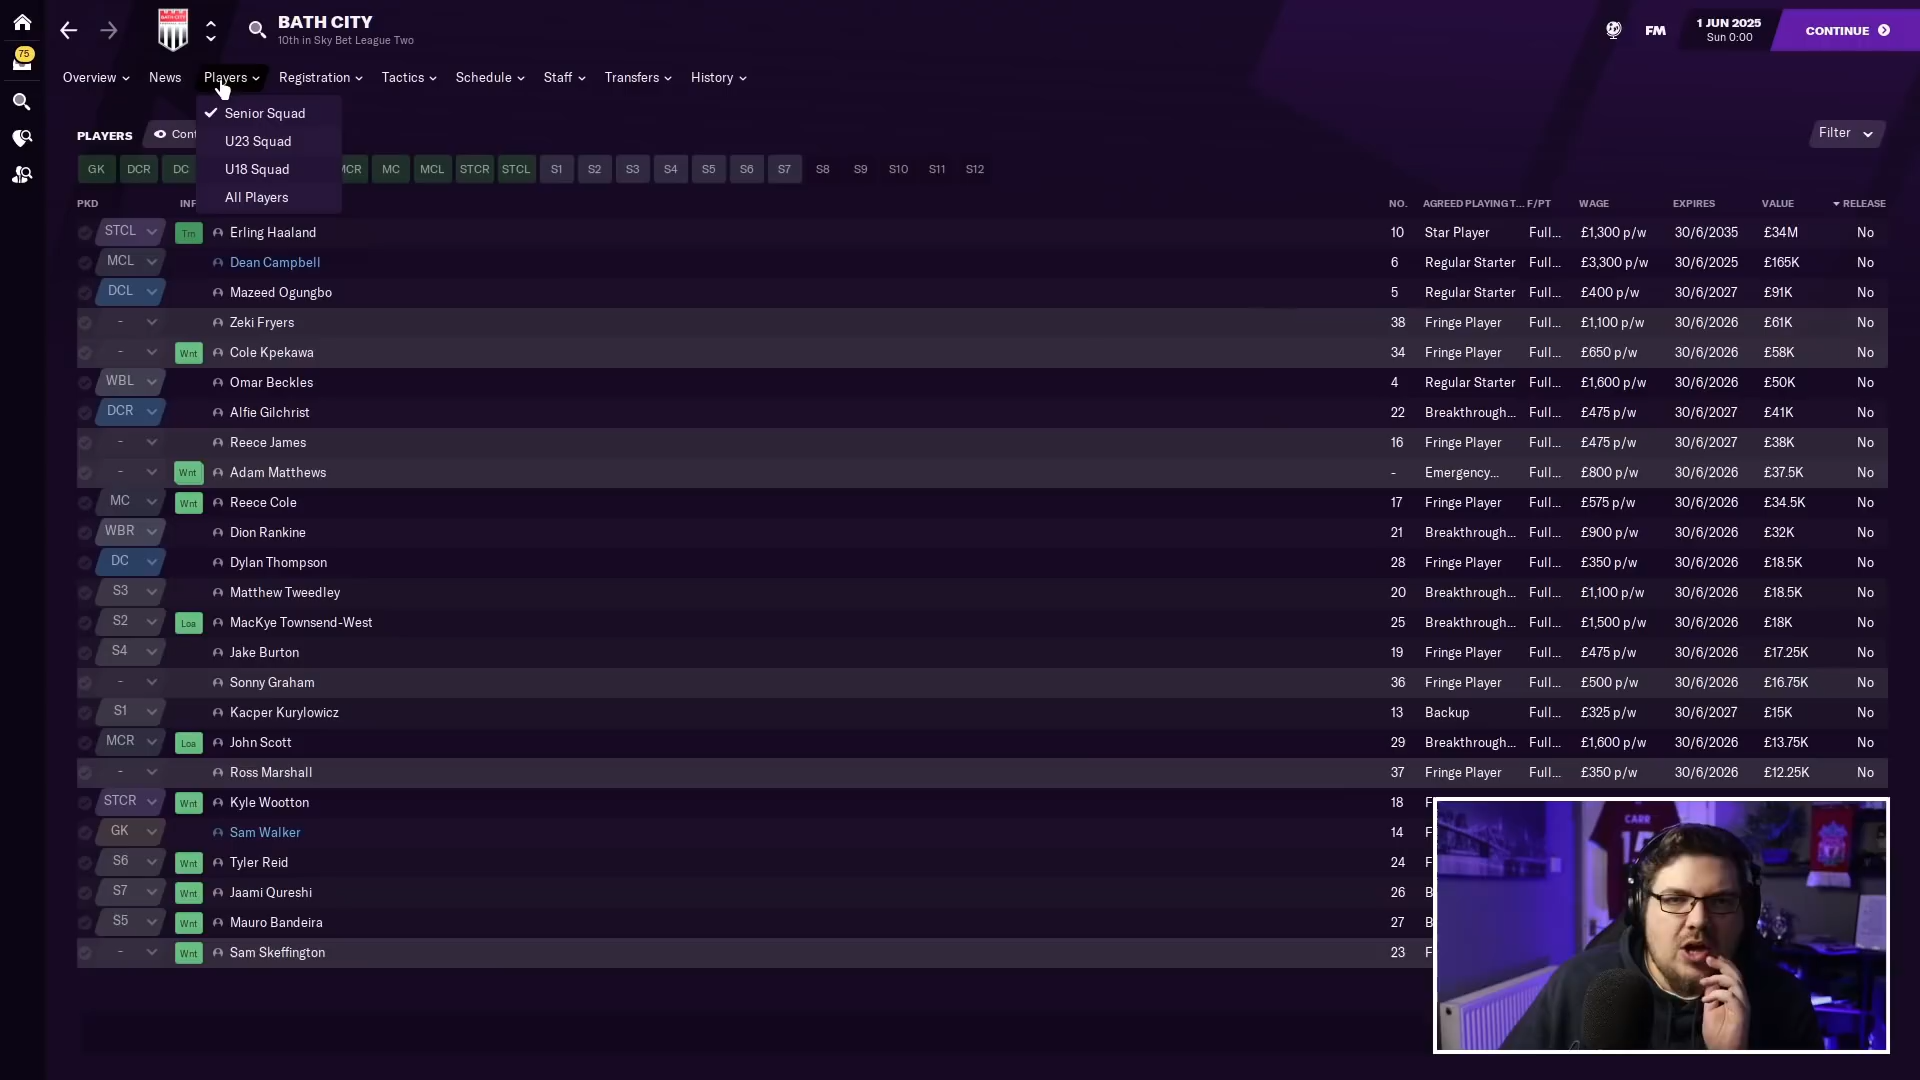 BATH CITY
10th in Sky Bet League Two
FM
1 JUN 2025
Sun 0:00
CONTINUE
75
Overview News Players Registration Tactics Schedule Staff Transfers History
Senior Squad
U23 Squad
U18 Squad
All Players
PLAYERS Filter
GK DCR DC MC MCL STCR STCL S1 S2 S3 S4 S5 S6 S7 S8 S9 S10 S11 S12
PKD NO. AGREED PLAYING T... F/PT WAGE EXPIRES VALUE RELEASE
STCL Trn Erling Haaland 10 Star Player Full... £1,300 p/w 30/6/2035 £34M No
MCL Dean Campbell 6 Regular Starter Full... £3,300 p/w 30/6/2025 £165K No
DCL Mazeed Ogungbo 5 Regular Starter Full... £400 p/w 30/6/2027 £91K No
- Zeki Fryers 38 Fringe Player Full... £1,100 p/w 30/6/2026 £61K No
- Wnt Cole Kpekawa 34 Fringe Player Full... £650 p/w 30/6/2026 £58K No
WBL Omar Beckles 4 Regular Starter Full... £1,600 p/w 30/6/2026 £50K No
DCR Alfie Gilchrist 22 Breakthrough... Full... £475 p/w 30/6/2027 £41K No
- Reece James 16 Fringe Player Full... £475 p/w 30/6/2027 £38K No
- Wnt Adam Matthews - Emergency... Full... £800 p/w 30/6/2026 £37.5K No
MC Wnt Reece Cole 17 Fringe Player Full... £575 p/w 30/6/2026 £34.5K No
WBR Dion Rankine 21 Breakthrough... Full... £900 p/w 30/6/2026 £32K No
DC Dylan Thompson 28 Fringe Player Full... £350 p/w 30/6/2026 £18.5K No
S3 Matthew Tweedley 20 Breakthrough... Full... £1,100 p/w 30/6/2026 £18.5K No
S2 Loa MacKye Townsend-West 25 Breakthrough... Full... £1,500 p/w 30/6/2026 £18K No
S4 Jake Burton 19 Fringe Player Full... £475 p/w 30/6/2026 £17.25K No
- Sonny Graham 36 Fringe Player Full... £500 p/w 30/6/2026 £16.75K No
S1 Kacper Kurylowicz 13 Backup Full... £325 p/w 30/6/2027 £15K No
MCR Loa John Scott 29 Breakthrough... Full... £1,600 p/w 30/6/2026 £13.75K No
- Ross Marshall 37 Fringe Player Full... £350 p/w 30/6/2026 £12.25K No
STCR Wnt Kyle Wootton 18 F
GK Sam Walker 14 F
S6 Wnt Tyler Reid 24 F
S7 Wnt Jaami Qureshi 26 B
S5 Wnt Mauro Bandeira 27 B
- Wnt Sam Skeffington 23 F
CARR